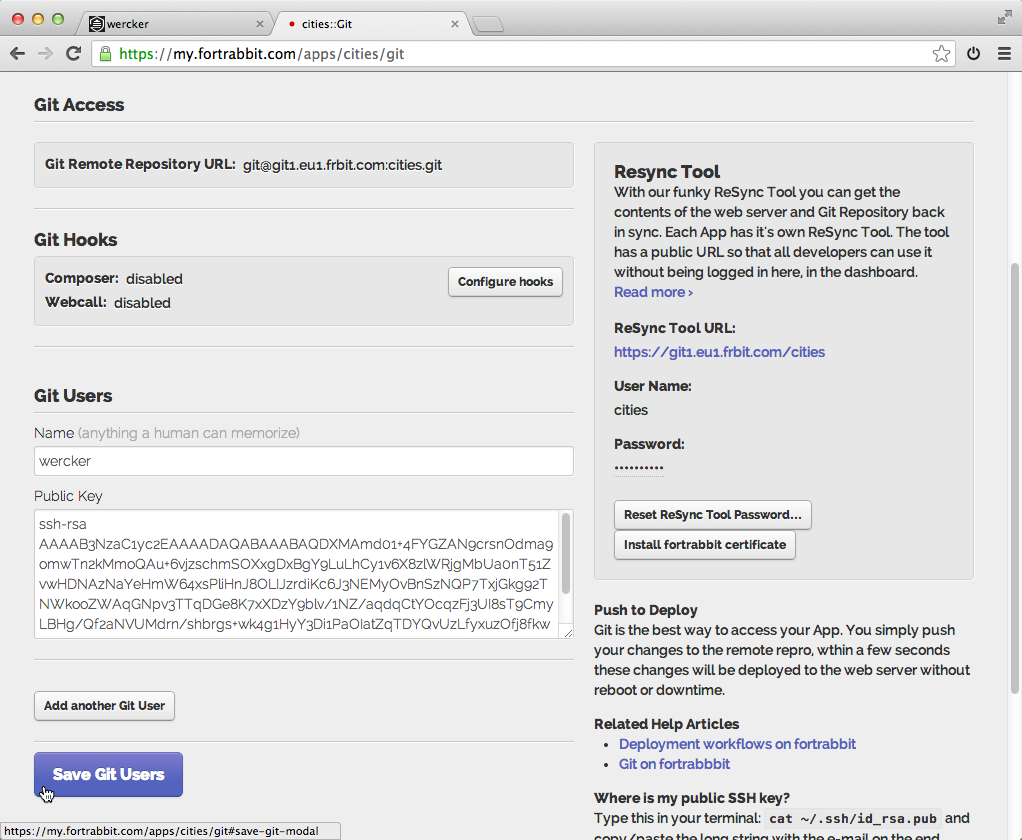 wercker
cities::Git
https://my.fortrabbit.com/apps/cities/git
Git Access
Git Remote Repository URL: git@git1.eu1.frbit.com:cities.git
Git Hooks
Composer: disabled
Webcall: disabled
Configure hooks
Git Users
Name (anything a human can memorize)
wercker
Public Key
ssh-rsa
AAAAB3NzaC1yc2EAAAADAQABAAABAQDXMAmd01+4FYGZAN9crsnOdma9
omwTn2kMmoQAu+6vjzschmSOXxgDxBgY9LuLhCy1v6X8zlWRjgMbUa0nT51Z
vwHDNAzNaYeHmW64xsPliHnJ8OLIJzrdiKc6J3NEMyOvBnSzNQP7TxjGkg92T
NWkooZWAqGNpv3TTqDGe8K7xXDzY9blv/1NZ/aqdqCtYOcqzFj3UI8sT9Cmy
LBHg/Qf2aNVUMdrn/shbrgs+wk4g1HyY3Di1PaOIatZqTDYQvUzLfyxuzOfj8fkw
Add another Git User
Save Git Users
Resync Tool
With our funky ReSync Tool you can get the
contents of the web server and Git Repository back
in sync. Each App has it's own ReSync Tool. The tool
has a public URL so that all developers can use it
without being logged in here, in the dashboard.
Read more ›
ReSync Tool URL:
https://git1.eu1.frbit.com/cities
User Name:
cities
Password:
••••••••••
Reset ReSync Tool Password...
Install fortrabbit certificate
Push to Deploy
Git is the best way to access your App. You simply push
your changes to the remote repro, wthin a few seconds
these changes will be deployed to the web server without
reboot or downtime.
Related Help Articles
• Deployment workflows on fortrabbit
• Git on fortrabbbit
Where is my public SSH key?
Type this in your terminal: cat ~/.ssh/id_rsa.pub and
copy/paste the long string with the e-mail on the end
https://my.fortrabbit.com/apps/cities/git#save-git-modal